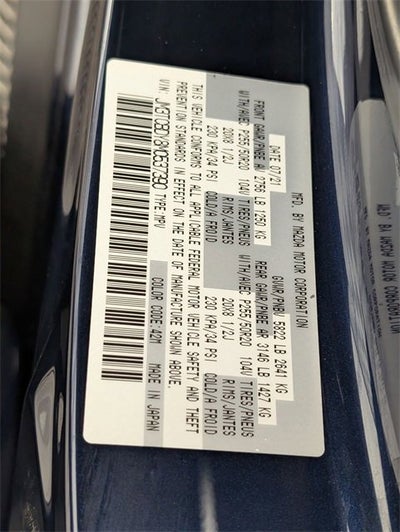 MFD. BY MAZDA MOTOR CORPORATION
DATE 07/21 GVWR/PNBV 5822 LB 2641 KG
FRONT GAWR/PNBE AV 2756 LB 1250 KG REAR GAWR/PNBE AR 3146 LB 1427 KG
WITH/AVEC P255/50R20 104V TIRES/PNEUS WITH/AVEC P255/50R20 104V TIRES/PNEUS
20X8 1/2J RIMS/JANTES 20X8 1/2J RIMS/JANTES
230 KPA/34 PSI COLD/A FROID 230 KPA/34 PSI COLD/A FROID
THIS VEHICLE CONFORMS TO ALL APPLICABLE FEDERAL MOTOR VEHICLE SAFETY AND THEFT
PREVENTION STANDARDS IN EFFECT ON THE DATE OF MANUFACTURE SHOWN ABOVE.
VIN: TYPE:MPV COLOR CODE:42M MADE IN JAPAN